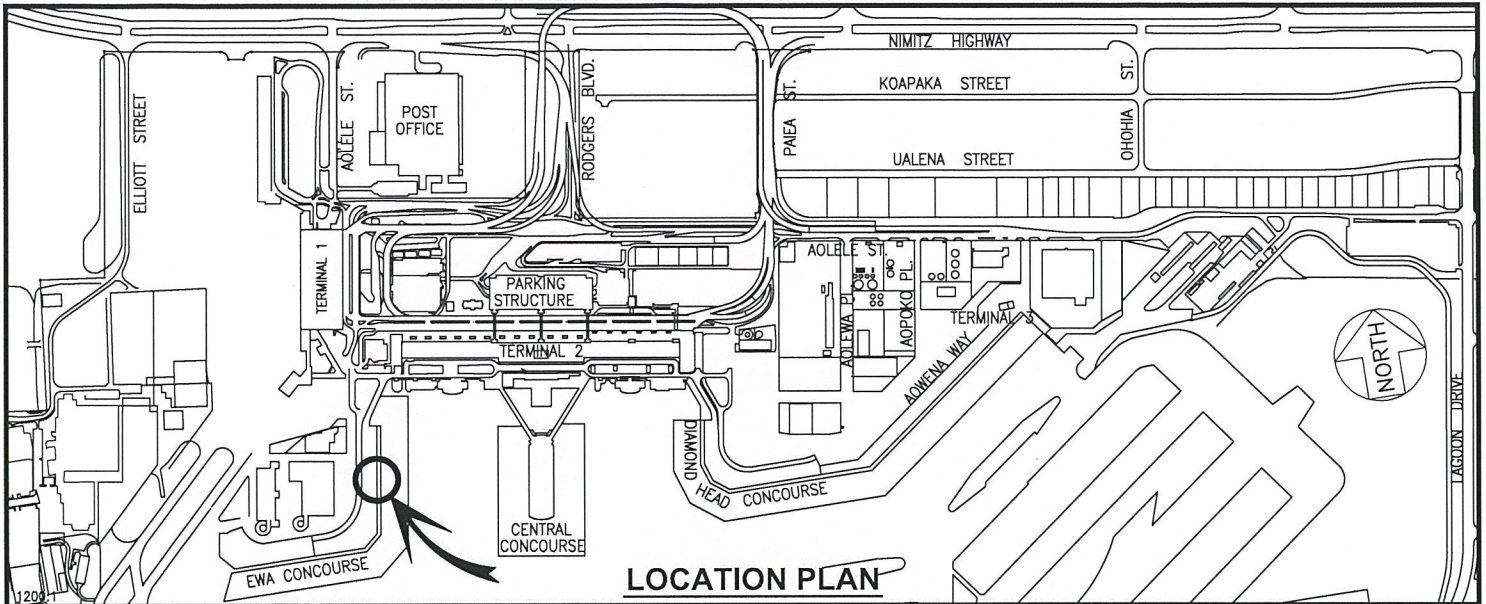 NIMITZ HIGHWAY
KOAPAKA STREET
UALENA STREET
ELLIOTT STREET
AOLELE ST.
POST
OFFICE
RODGERS BLVD.
PAIEA ST.
OHOHIA ST.
TERMINAL 1
PARKING
STRUCTURE
TERMINAL 2
AOLELE ST.
AOLEWA PL.
AOPOKO PL.
TERMINAL 3
AOWENA WAY
NORTH
LAGOON DRIVE
DIAMOND
HEAD CONCOURSE
CENTRAL
CONCOURSE
EWA CONCOURSE
LOCATION PLAN